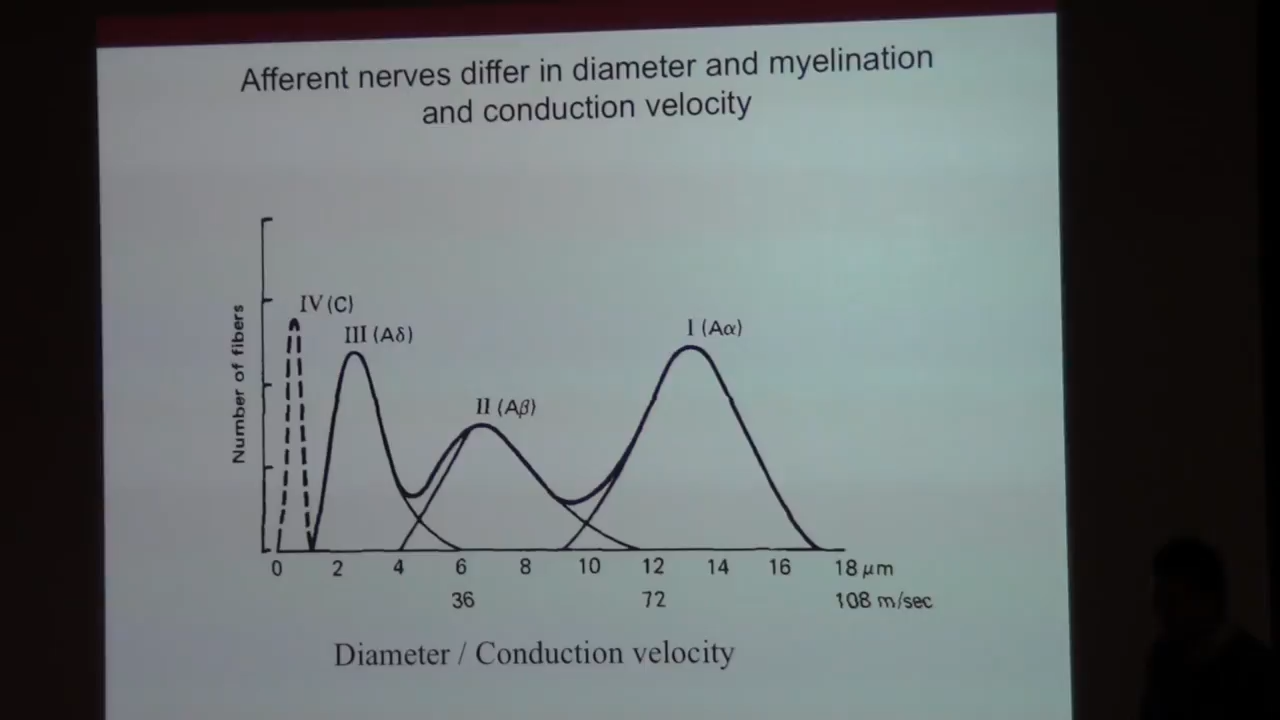 Afferent nerves differ in diameter and myelination
and conduction velocity
IV (C)
III (Aδ)
I (Aα)
II (Aβ)
Number of fibers
0 2 4 6 8 10 12 14 16 18 μm
36 72 108 m/sec
Diameter / Conduction velocity